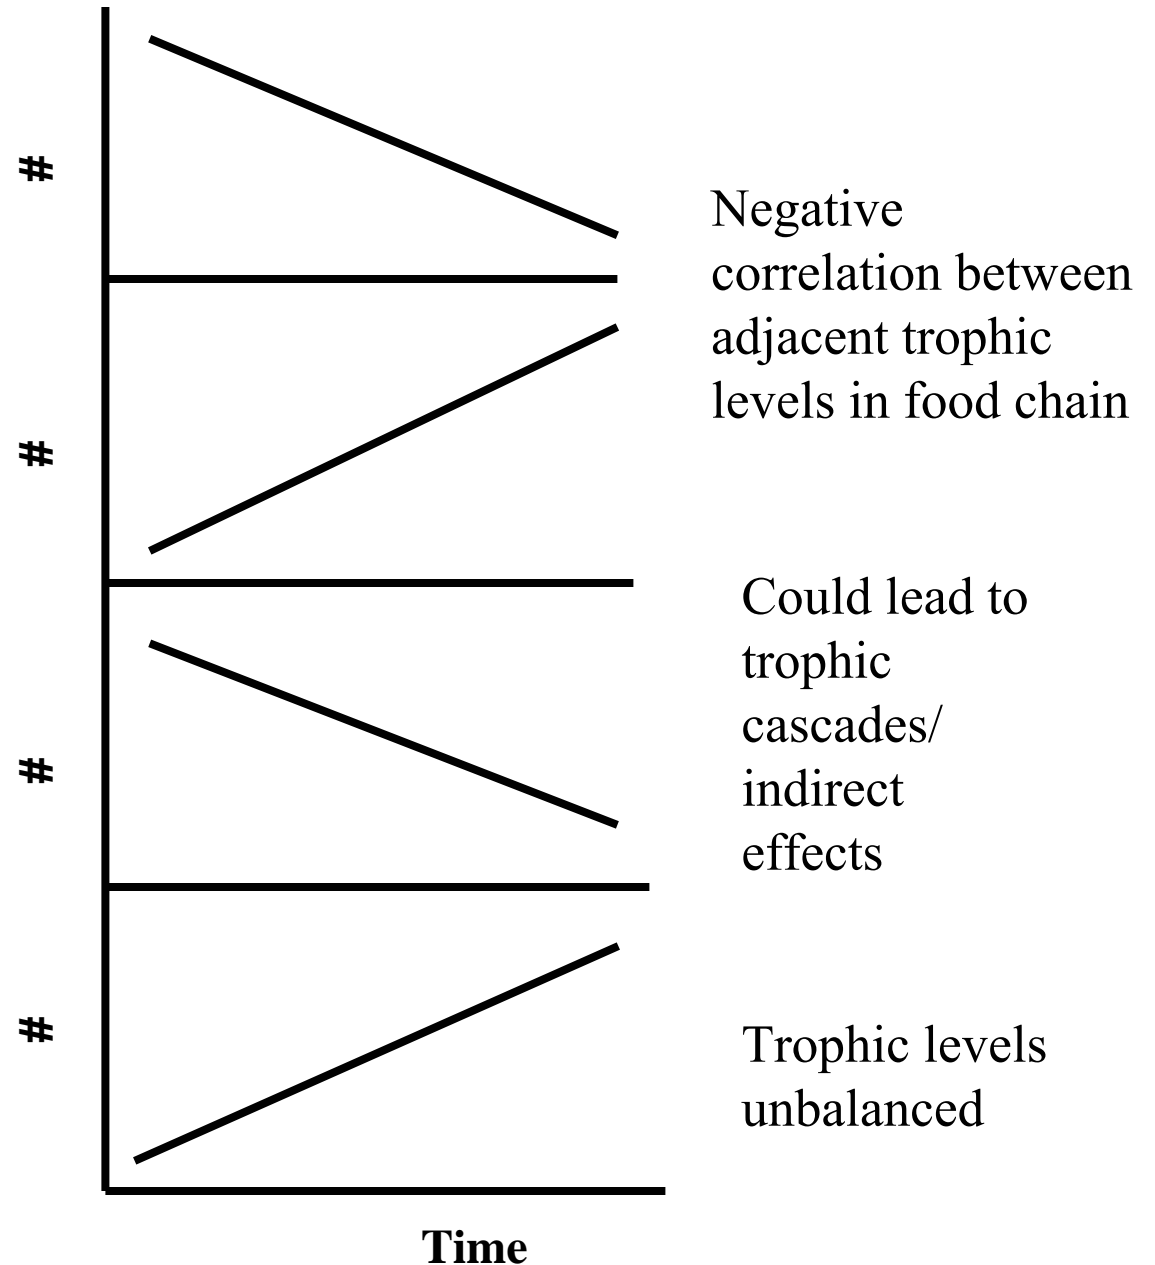 #
Negative
correlation between
adjacent trophic
levels in food chain
#
Could lead to
trophic
cascades/
indirect
effects
#
#
Trophic levels
unbalanced
Time